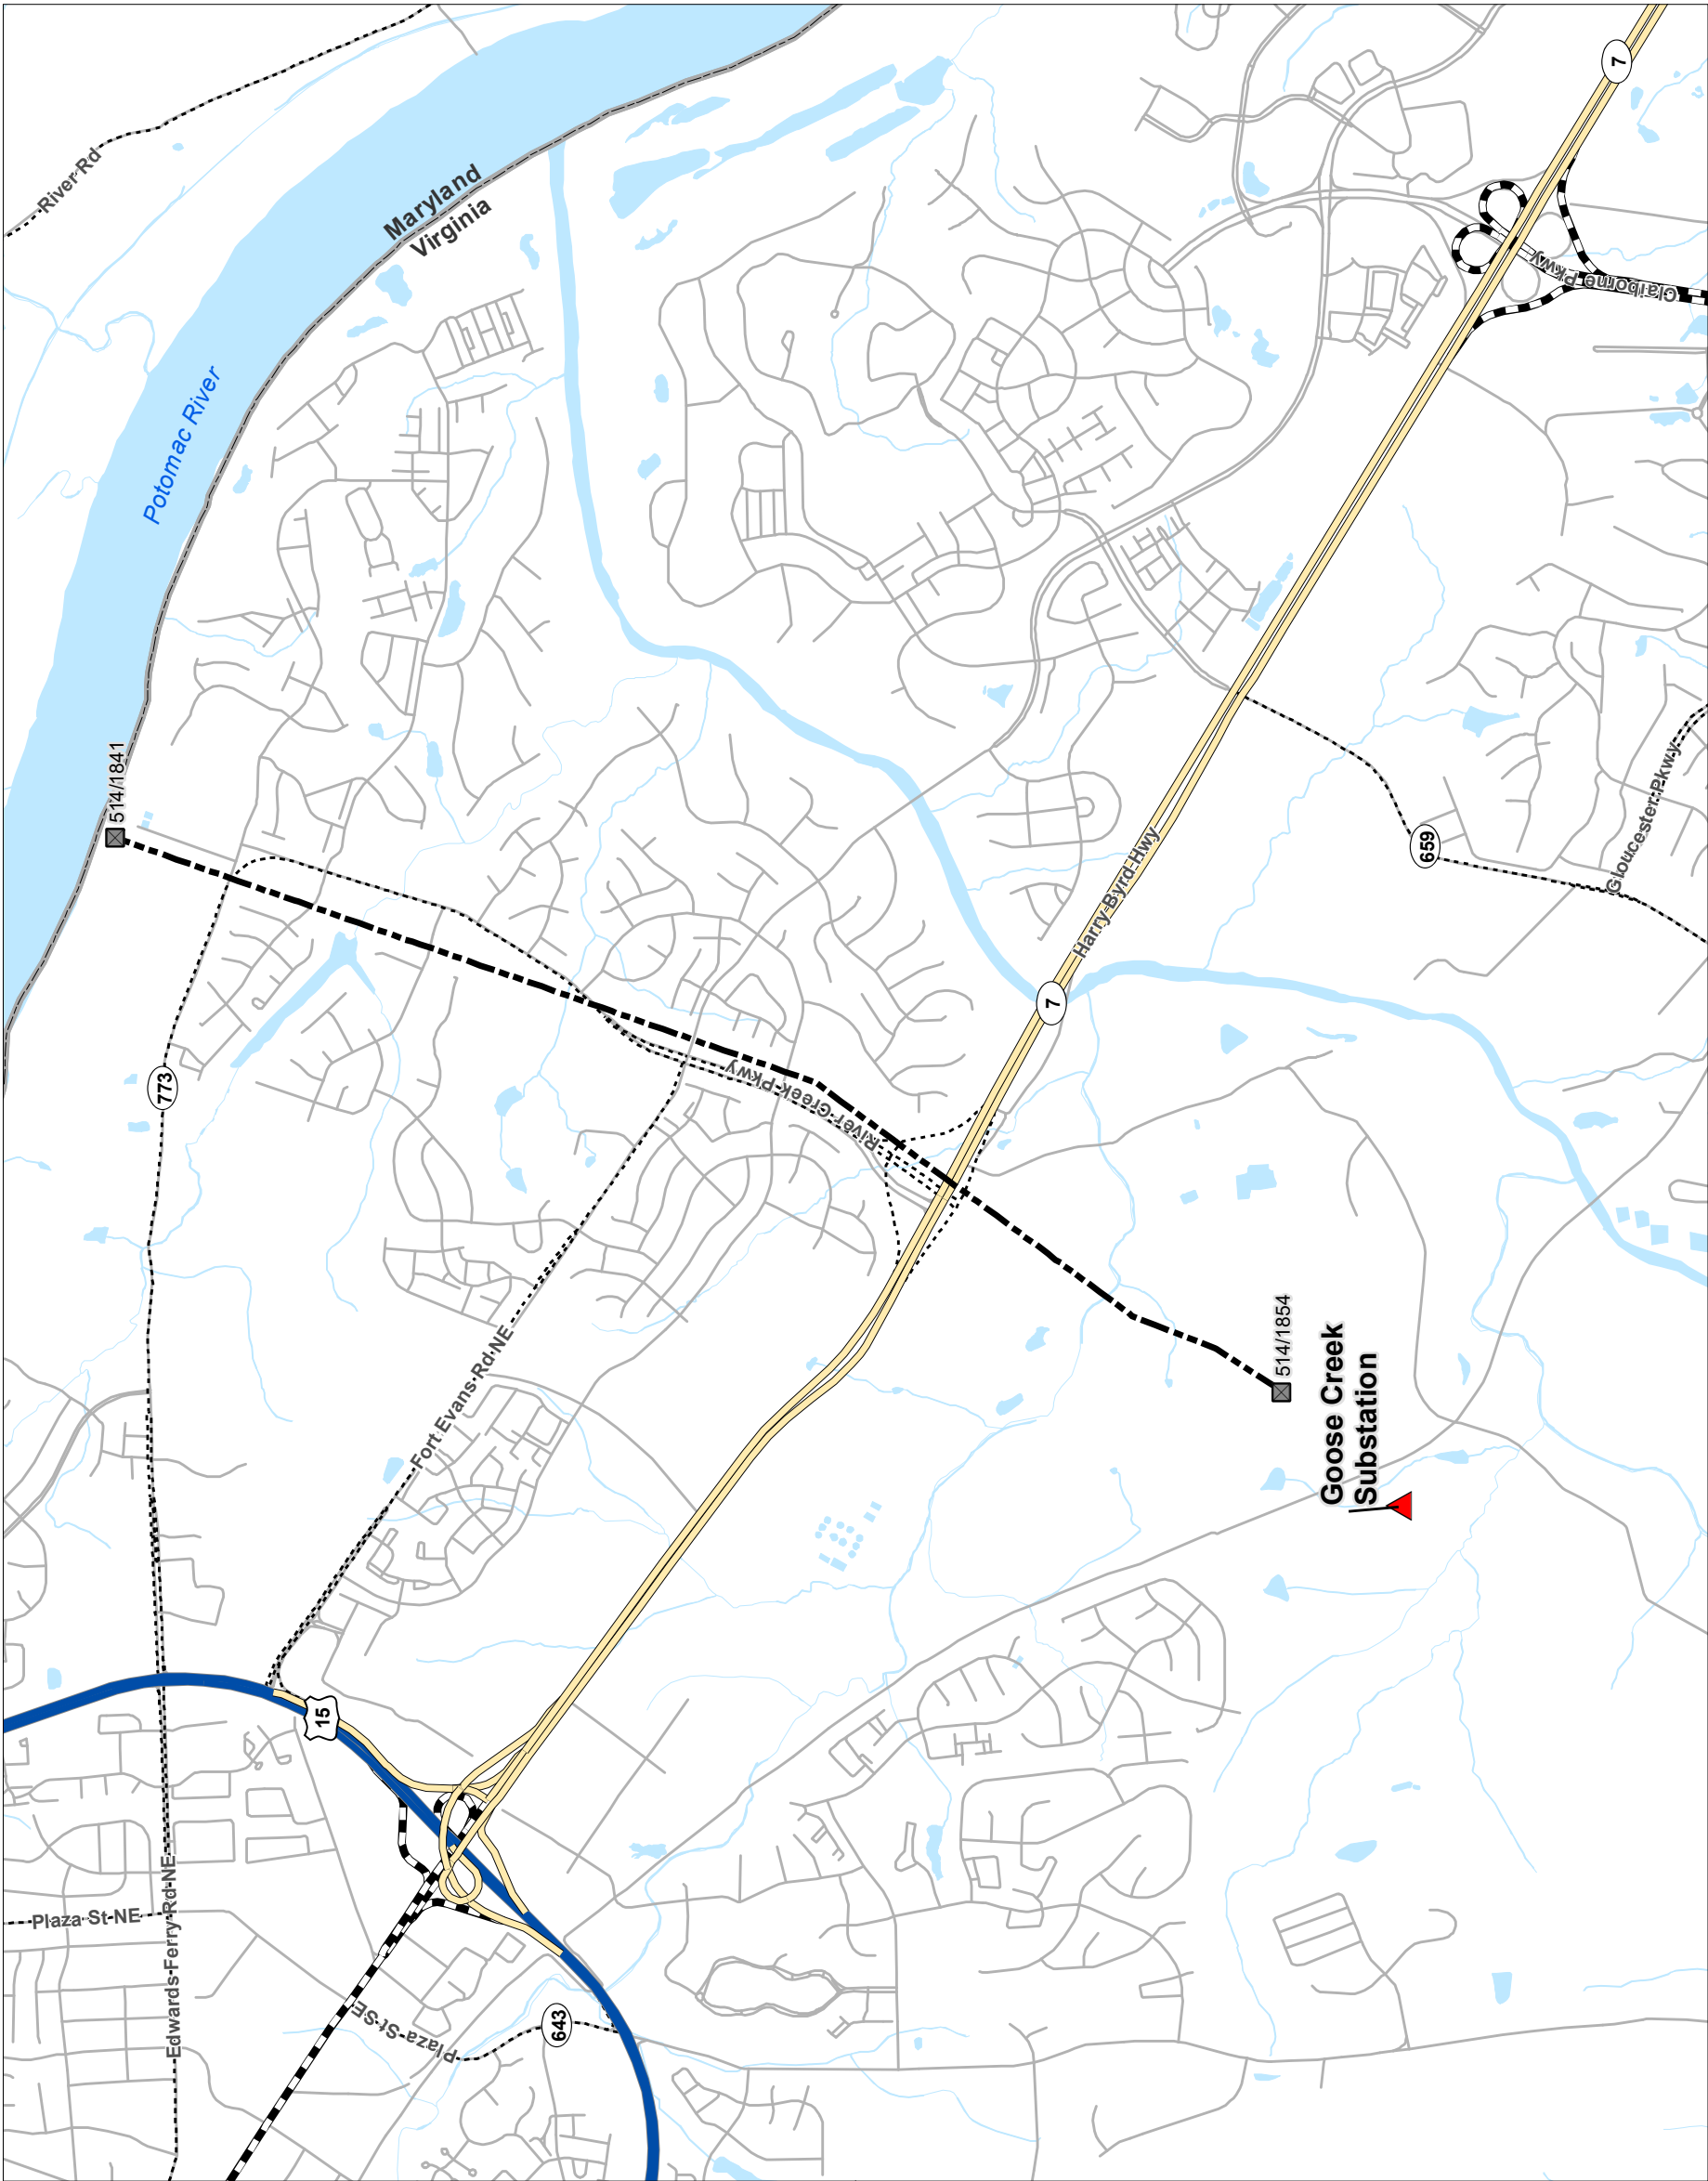 River Rd
Maryland
Virginia
Potomac River
7
Claiborne Pkwy
514/1841
773
River Creek Pkwy
Harry Byrd Hwy
7
659
Gloucester Pkwy
Fort Evans Rd NE
514/1854
Goose Creek
Substation
15
Plaza St NE
Edwards Ferry Rd NE
Plaza St SE
643